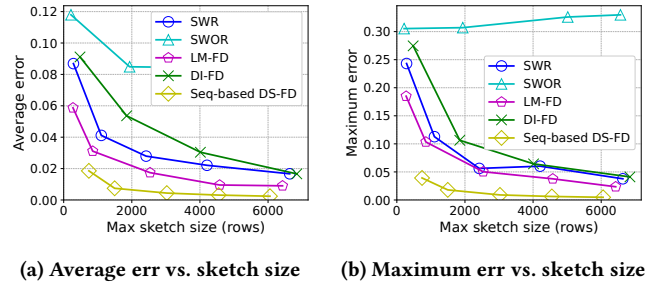 0.12
0.10
0.08
0.06
0.04
0.02
0.00
Average error
0
2000
4000
6000
Max sketch size (rows)
SWR
SWOR
LM-FD
DI-FD
Seq-based DS-FD
(a) Average err vs. sketch size
0.30
0.25
0.20
0.15
0.10
0.05
0.00
Maximum error
0
2000
4000
6000
Max sketch size (rows)
SWR
SWOR
LM-FD
DI-FD
Seq-based DS-FD
(b) Maximum err vs. sketch size